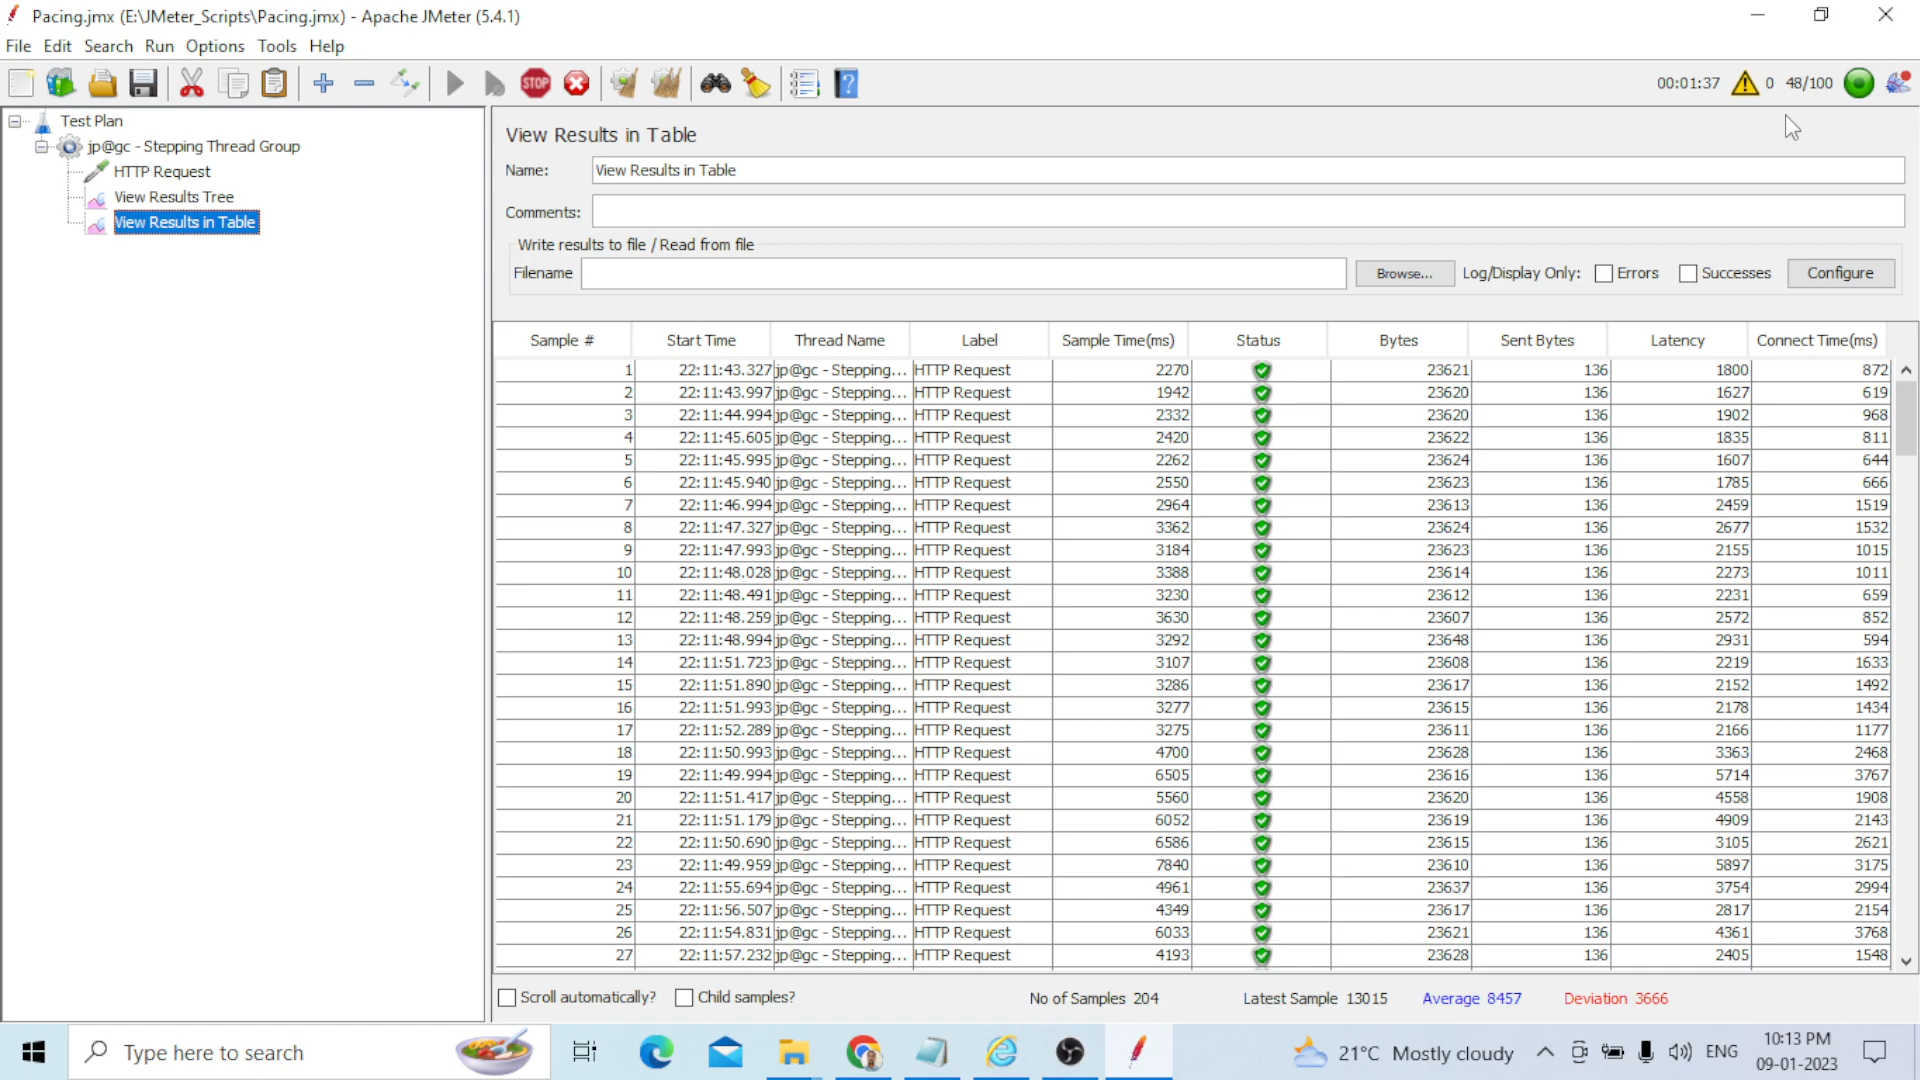 Pacing.jmx (E:\JMeter_Scripts\Pacing.jmx) - Apache JMeter (5.4.1)
File Edit Search Run Options Tools Help
STOP 00:01:37 0 48/100
Test Plan
jp@gc - Stepping Thread Group
HTTP Request
View Results Tree
View Results in Table
View Results in Table
Name: View Results in Table
Comments:
Write results to file / Read from file
Filename Browse... Log/Display Only: Errors Successes Configure
Sample # Start Time Thread Name Label Sample Time(ms) Status Bytes Sent Bytes Latency Connect Time(ms)
1 22:11:43.327 jp@gc - Stepping... HTTP Request 2270 23621 136 1800 872
2 22:11:43.997 jp@gc - Stepping... HTTP Request 1942 23620 136 1627 619
3 22:11:44.994 jp@gc - Stepping... HTTP Request 2332 23620 136 1902 968
4 22:11:45.605 jp@gc - Stepping... HTTP Request 2420 23622 136 1835 811
5 22:11:45.995 jp@gc - Stepping... HTTP Request 2262 23624 136 1607 644
6 22:11:45.940 jp@gc - Stepping... HTTP Request 2550 23623 136 1785 666
7 22:11:46.994 jp@gc - Stepping... HTTP Request 2964 23613 136 2459 1519
8 22:11:47.327 jp@gc - Stepping... HTTP Request 3362 23624 136 2677 1532
9 22:11:47.993 jp@gc - Stepping... HTTP Request 3184 23623 136 2155 1015
10 22:11:48.028 jp@gc - Stepping... HTTP Request 3388 23614 136 2273 1011
11 22:11:48.491 jp@gc - Stepping... HTTP Request 3230 23612 136 2231 659
12 22:11:48.259 jp@gc - Stepping... HTTP Request 3630 23607 136 2572 852
13 22:11:48.994 jp@gc - Stepping... HTTP Request 3292 23648 136 2931 594
14 22:11:51.723 jp@gc - Stepping... HTTP Request 3107 23608 136 2219 1633
15 22:11:51.890 jp@gc - Stepping... HTTP Request 3286 23617 136 2152 1492
16 22:11:51.993 jp@gc - Stepping... HTTP Request 3277 23615 136 2178 1434
17 22:11:52.289 jp@gc - Stepping... HTTP Request 3275 23611 136 2166 1177
18 22:11:50.993 jp@gc - Stepping... HTTP Request 4700 23628 136 3363 2468
19 22:11:49.994 jp@gc - Stepping... HTTP Request 6505 23616 136 5714 3767
20 22:11:51.417 jp@gc - Stepping... HTTP Request 5560 23620 136 4558 1908
21 22:11:51.179 jp@gc - Stepping... HTTP Request 6052 23619 136 4909 2143
22 22:11:50.690 jp@gc - Stepping... HTTP Request 6586 23615 136 3105 2621
23 22:11:49.959 jp@gc - Stepping... HTTP Request 7840 23610 136 5897 3175
24 22:11:55.694 jp@gc - Stepping... HTTP Request 4961 23637 136 3754 2994
25 22:11:56.507 jp@gc - Stepping... HTTP Request 4349 23617 136 2817 2154
26 22:11:54.831 jp@gc - Stepping... HTTP Request 6033 23621 136 4361 3768
27 22:11:57.232 jp@gc - Stepping... HTTP Request 4193 23628 136 2405 1548
Scroll automatically? Child samples? No of Samples 204 Latest Sample 13015 Average 8457 Deviation 3666
Type here to search 21°C Mostly cloudy ENG 10:13 PM
09-01-2023